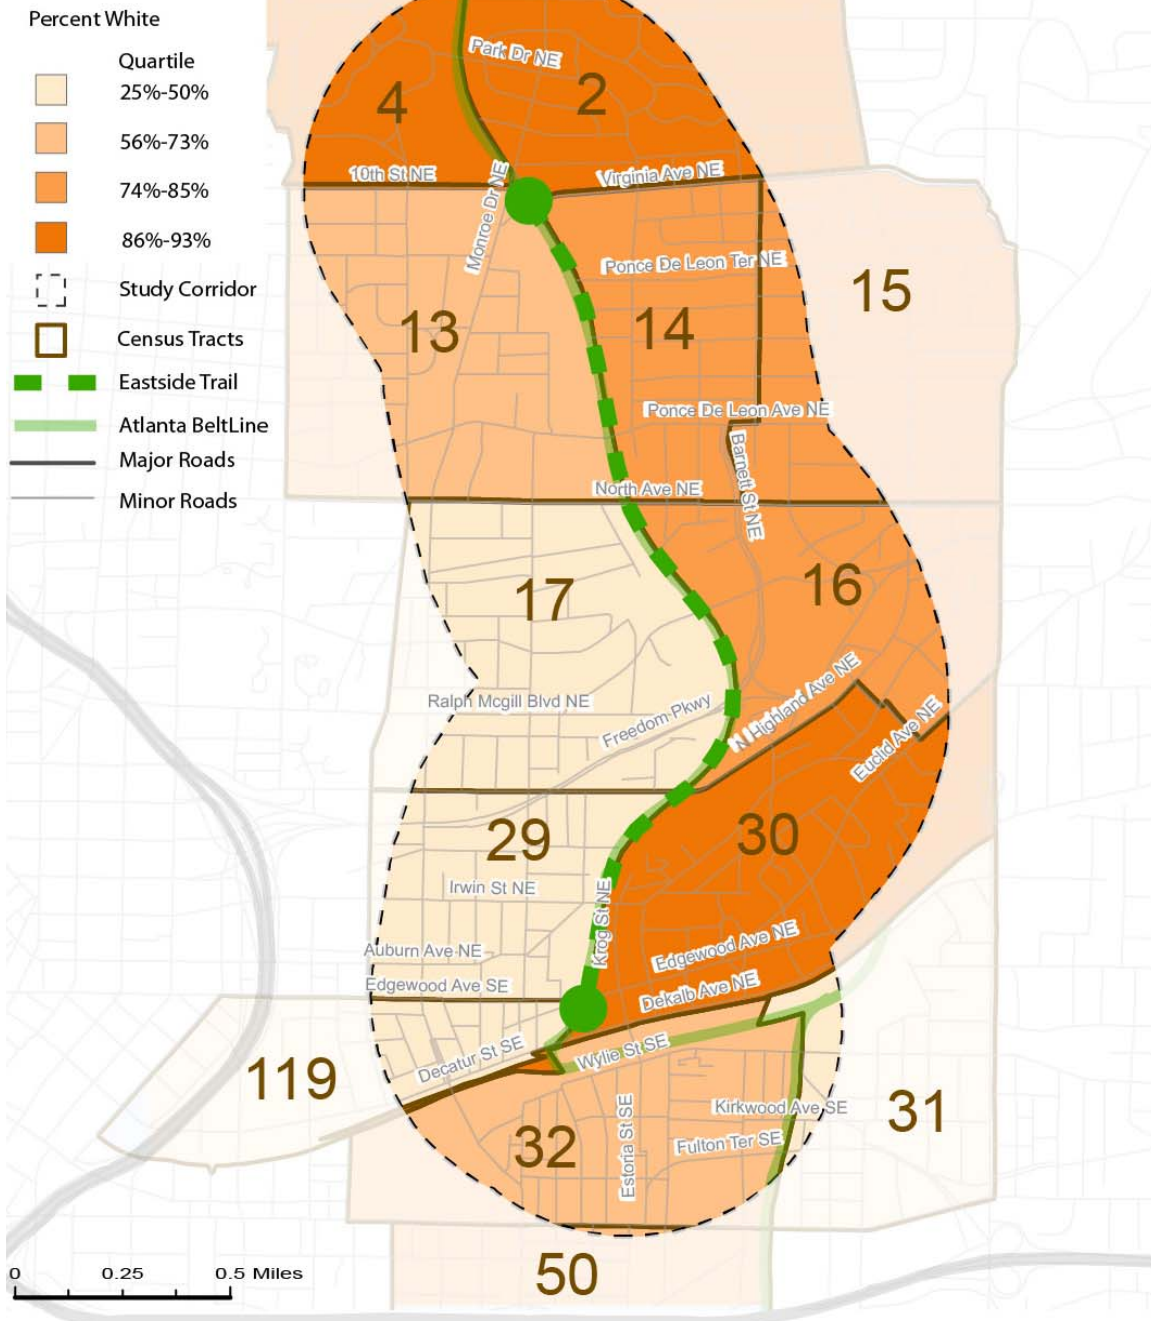 Percent White
Quartile
25%-50%
56%-73%
74%-85%
86%-93%
Study Corridor
Census Tracts
Eastside Trail
Atlanta BeltLine
Major Roads
Minor Roads
Park Dr NE
4
2
10th St NE
Monroe Dr NE
Virginia Ave NE
Ponce De Leon Ter NE
15
13
14
Ponce De Leon Ave NE
Barnett St NE
North Ave NE
17
16
Ralph Mcgill Blvd NE
Freedom Pkwy
N Highland Ave NE
Euclid Ave NE
29
30
Irwin St NE
Krog St NE
Auburn Ave NE
Edgewood Ave NE
Edgewood Ave SE
Dekalb Ave NE
Decatur St SE
Wylie St SE
119
31
Kirkwood Ave SE
32
Estoria St SE
Fulton Ter SE
50
0 0.25 0.5 Miles